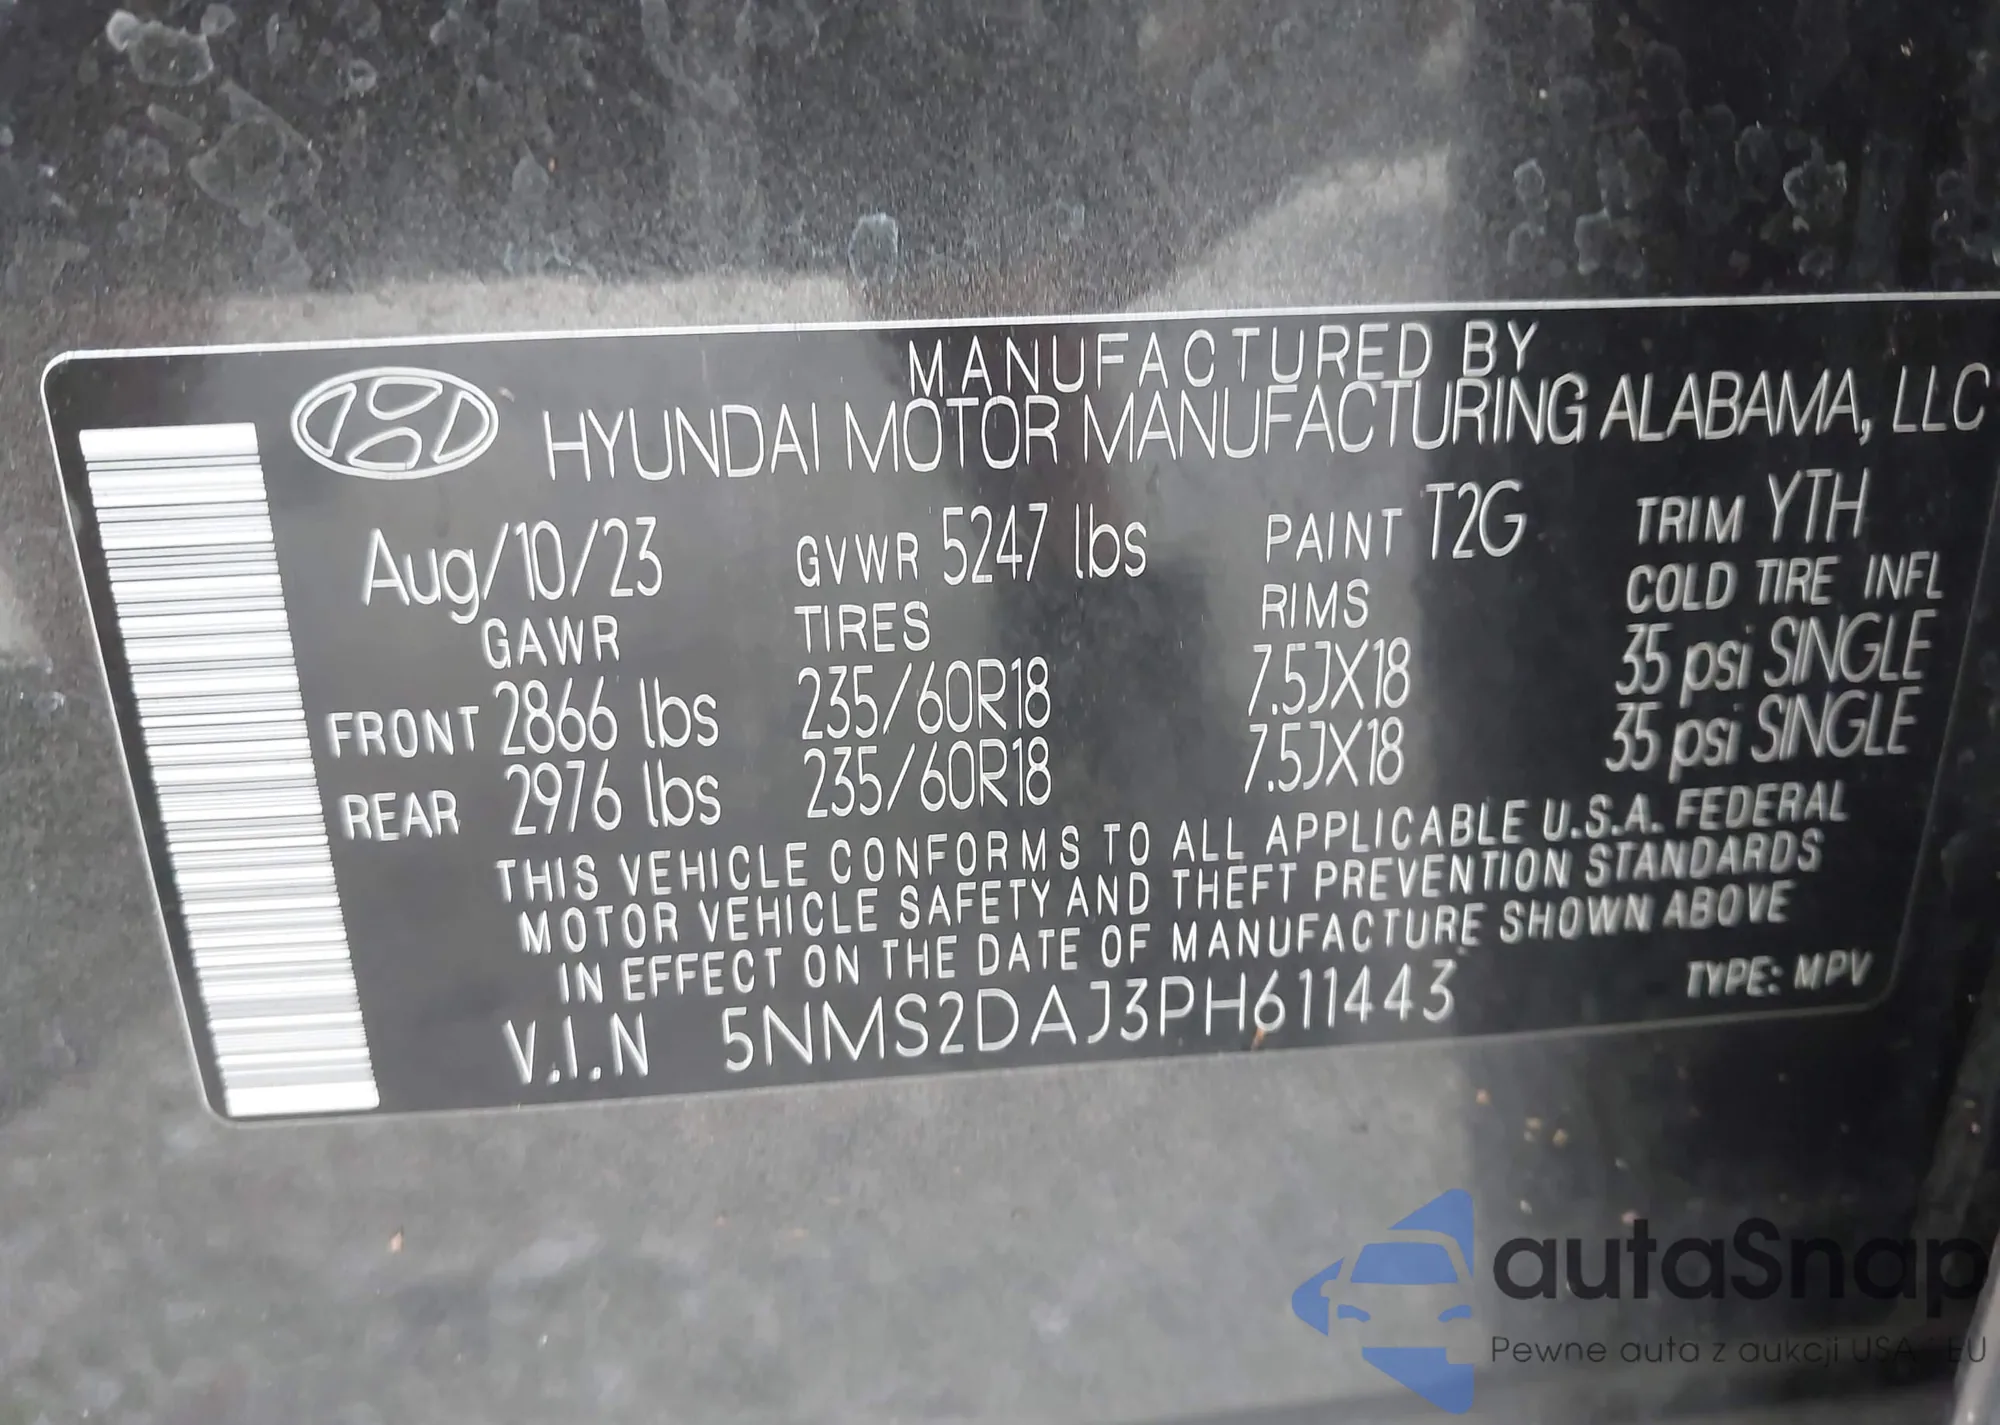 MANUFACTURED BY
HYUNDAI MOTOR MANUFACTURING ALABAMA, LLC
Aug/10/23 GVWR 5247 lbs PAINT T2G TRIM YTH
GAWR TIRES RIMS COLD TIRE INFL
FRONT 2866 lbs 235/60R18 7.5JX18 35 psi SINGLE
REAR 2976 lbs 235/60R18 7.5JX18 35 psi SINGLE
THIS VEHICLE CONFORMS TO ALL APPLICABLE U.S.A. FEDERAL
MOTOR VEHICLE SAFETY AND THEFT PREVENTION STANDARDS
IN EFFECT ON THE DATE OF MANUFACTURE SHOWN ABOVE
V.I.N 5NMS2DAJ3PH611443 TYPE: MPV
autaSnap
Pewne auta z aukcji USA i EU